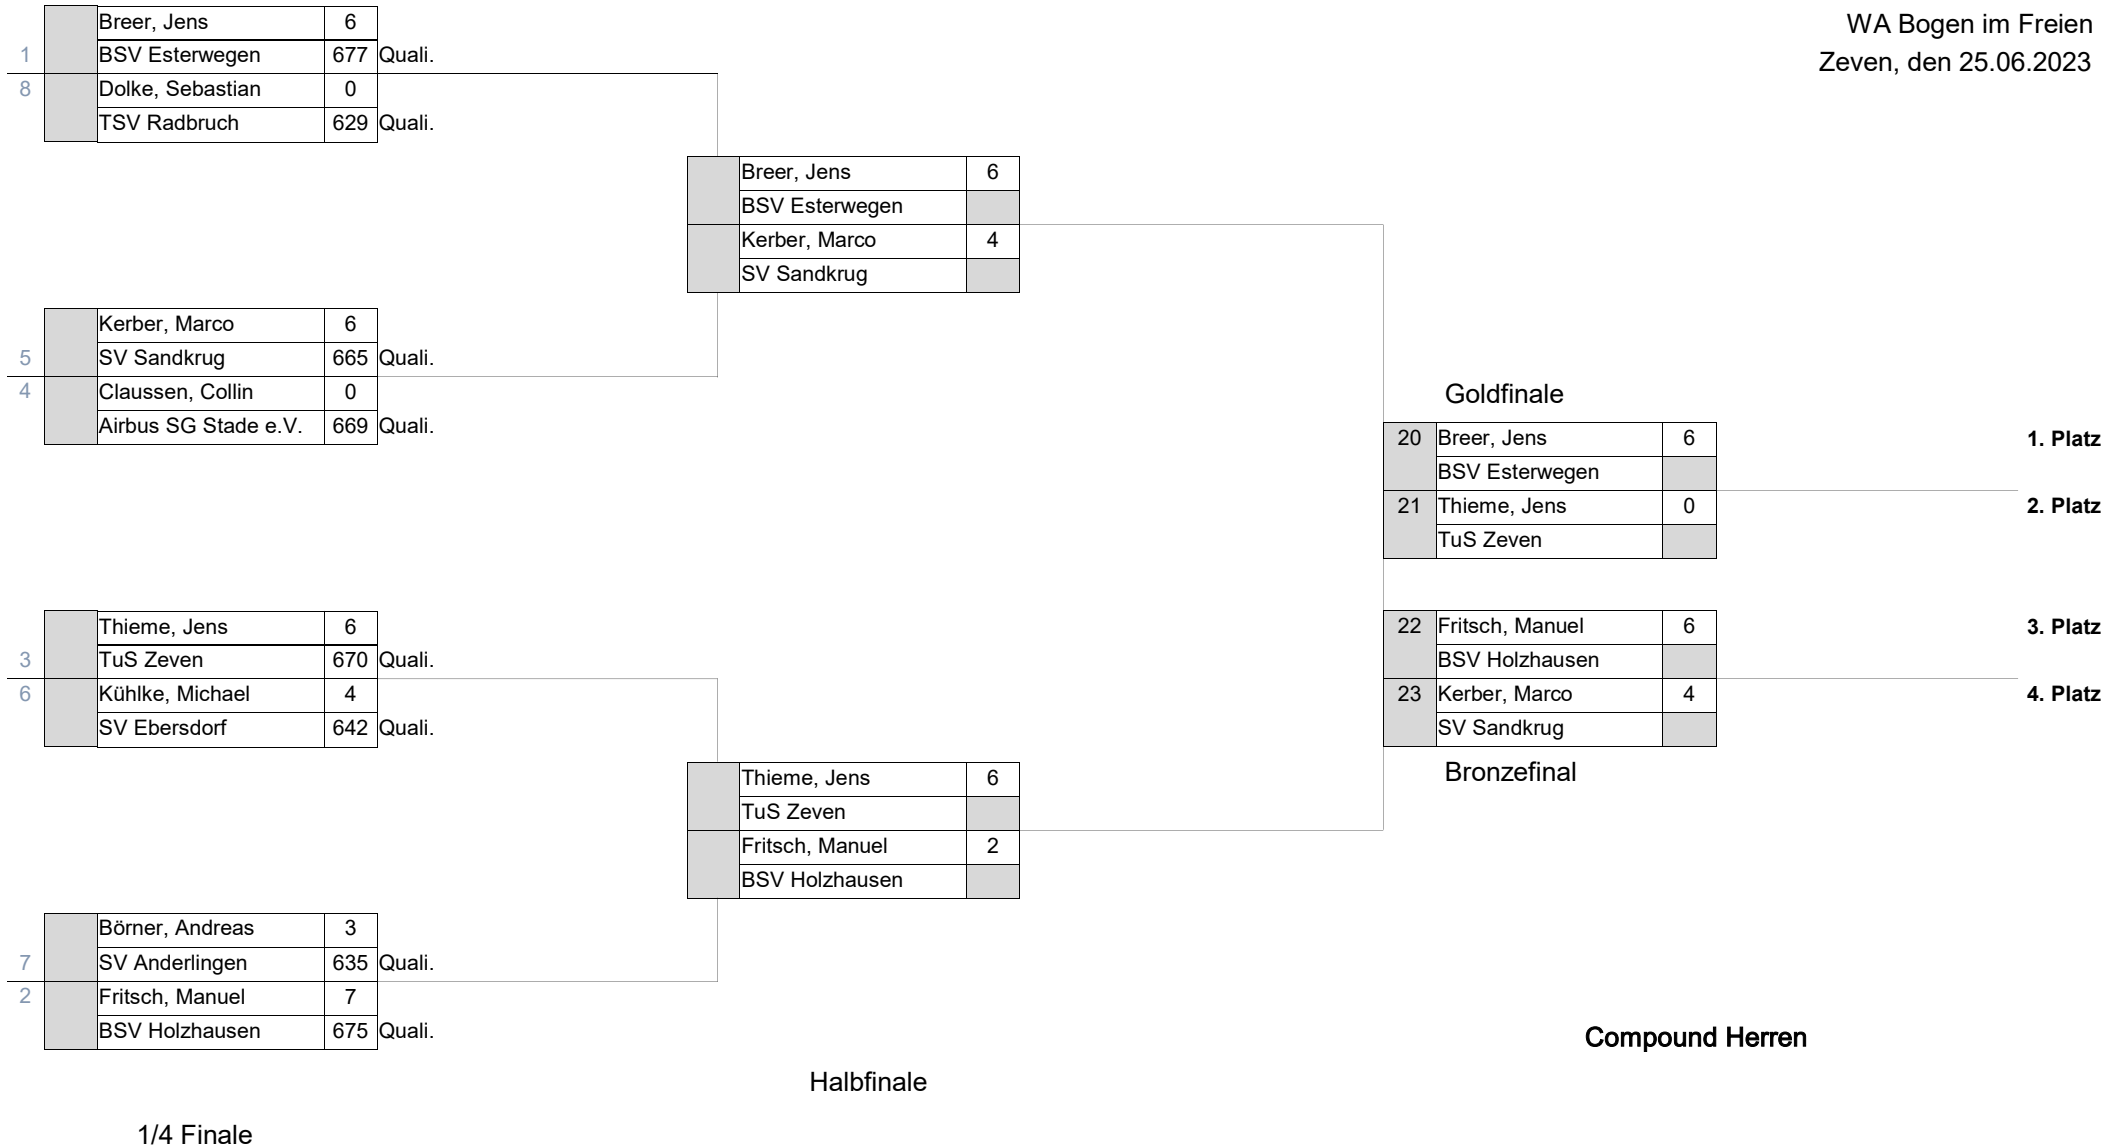 WA Bogen im Freien
Zeven, den 25.06.2023
Breer, Jens 6
1 BSV Esterwegen 677 Quali.
8 Dolke, Sebastian 0
TSV Radbruch 629 Quali.
Kerber, Marco 6
5 SV Sandkrug 665 Quali.
4 Claussen, Collin 0
Airbus SG Stade e.V. 669 Quali.
Thieme, Jens 6
3 TuS Zeven 670 Quali.
6 Kühlke, Michael 4
SV Ebersdorf 642 Quali.
Börner, Andreas 3
7 SV Anderlingen 635 Quali.
2 Fritsch, Manuel 7
BSV Holzhausen 675 Quali.
1/4 Finale
Breer, Jens 6
BSV Esterwegen
Kerber, Marco 4
SV Sandkrug
Thieme, Jens 6
TuS Zeven
Fritsch, Manuel 2
BSV Holzhausen
Halbfinale
Goldfinale
20 Breer, Jens 6 1. Platz
BSV Esterwegen
21 Thieme, Jens 0 2. Platz
TuS Zeven
22 Fritsch, Manuel 6 3. Platz
BSV Holzhausen
23 Kerber, Marco 4 4. Platz
SV Sandkrug
Bronzefinal
Compound Herren